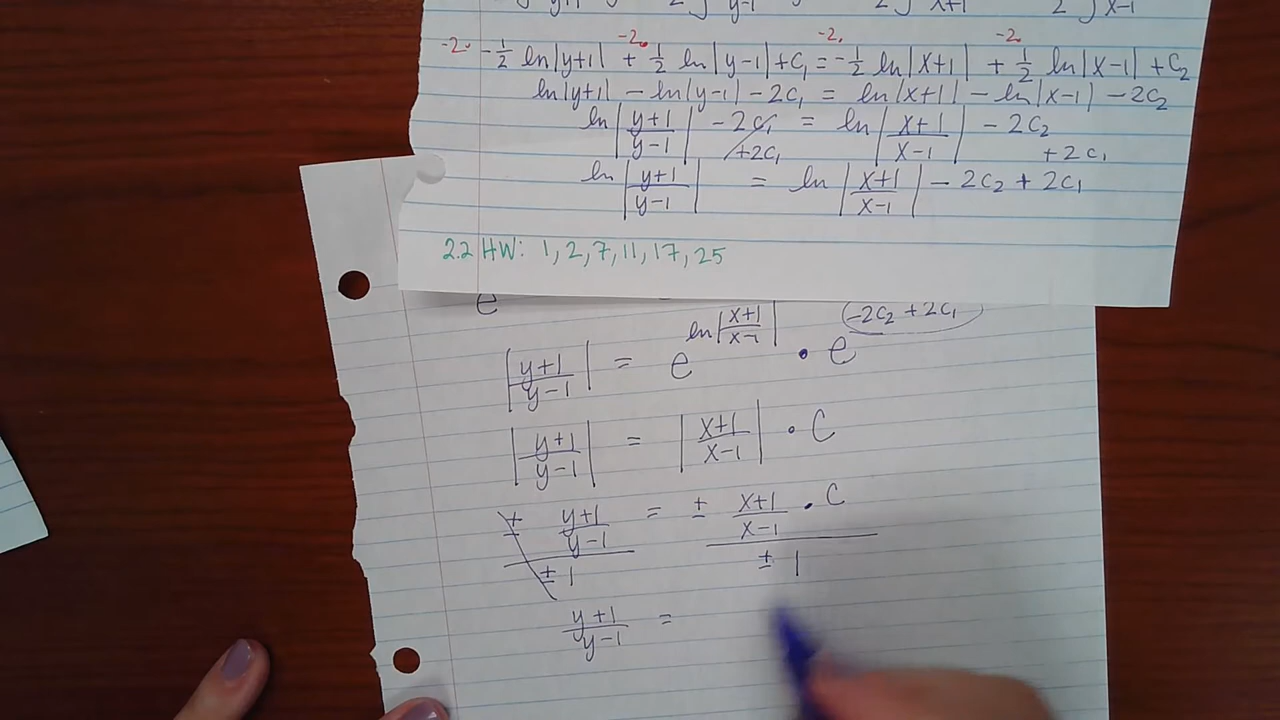 -2· -1/2 ln|y+1| -2· + 1/2 ln|y-1| + C₁ = -2· -1/2 ln|x+1| -2· + 1/2 ln|x-1| + C₂
ln|y+1| - ln|y-1| - 2C₁ = ln|x+1| - ln|x-1| - 2C₂
ln|(y+1)/(y-1)| - 2C₁ = ln|(x+1)/(x-1)| - 2C₂
+2C₁ +2C₁
ln|(y+1)/(y-1)| = ln|(x+1)/(x-1)| - 2C₂ + 2C₁
2.2 HW: 1, 2, 7, 11, 17, 25
e
|(y+1)/(y-1)| = e^(ln|(x+1)/(x-1)|) · e^(-2C₂ + 2C₁)
|(y+1)/(y-1)| = |(x+1)/(x-1)| · C
± (y+1)/(y-1) = ± (x+1)/(x-1) · C
± 1 ± 1
(y+1)/(y-1) =